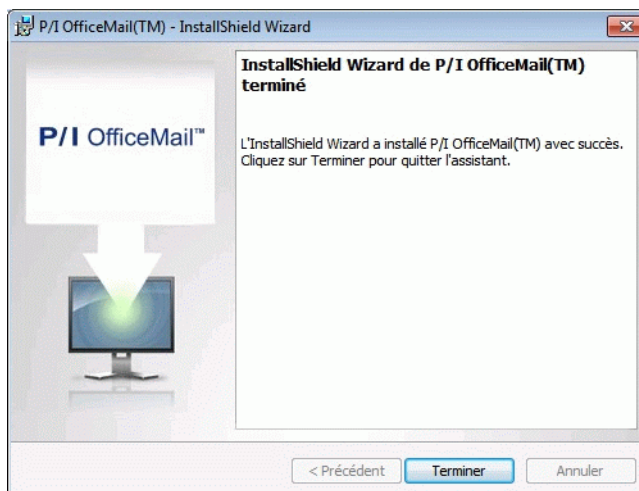 P/I OfficeMail(TM) - InstallShield Wizard
P/I OfficeMail™
InstallShield Wizard de P/I OfficeMail(TM)
terminé
L'InstallShield Wizard a installé P/I OfficeMail(TM) avec succès.
Cliquez sur Terminer pour quitter l'assistant.
< Précédent
Terminer
Annuler